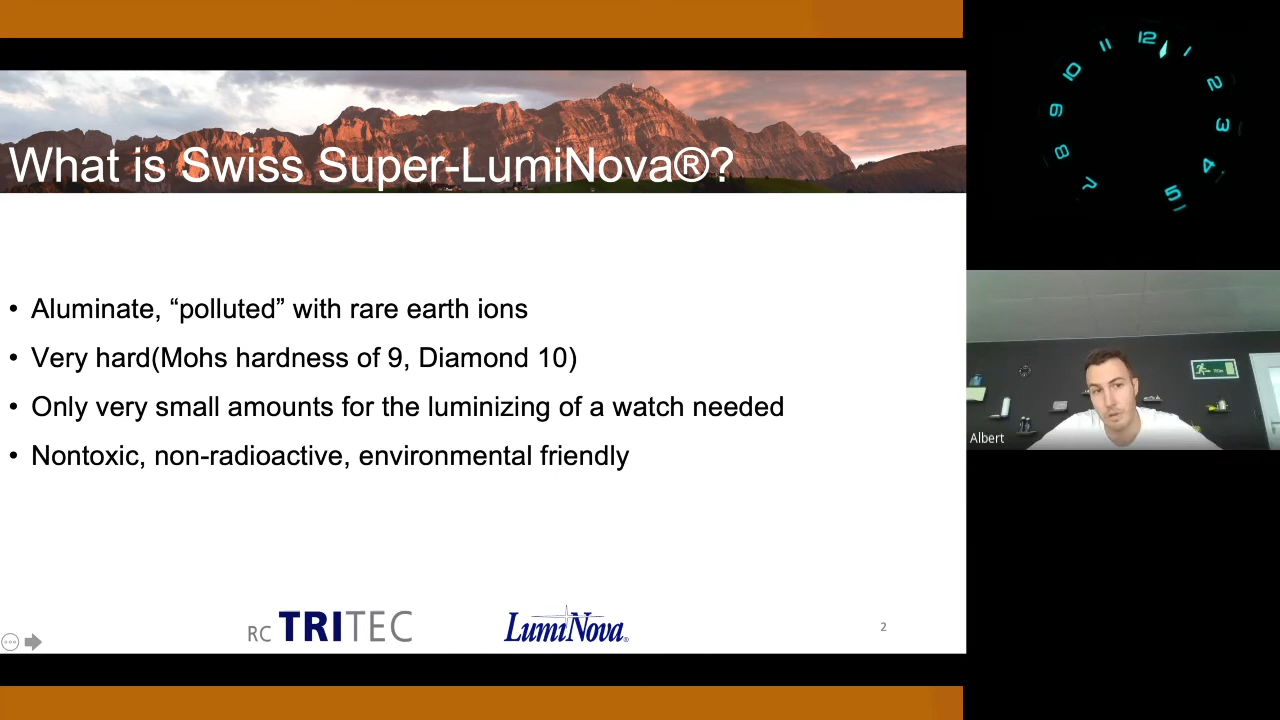 What is Swiss Super-LumiNova®?
• Aluminate, “polluted” with rare earth ions
• Very hard(Mohs hardness of 9, Diamond 10)
• Only very small amounts for the luminizing of a watch needed
• Nontoxic, non-radioactive, environmental friendly
RC TRITEC
LumiNova®
2
12
1
2
3
4
5
7
8
9
10
11
Albert